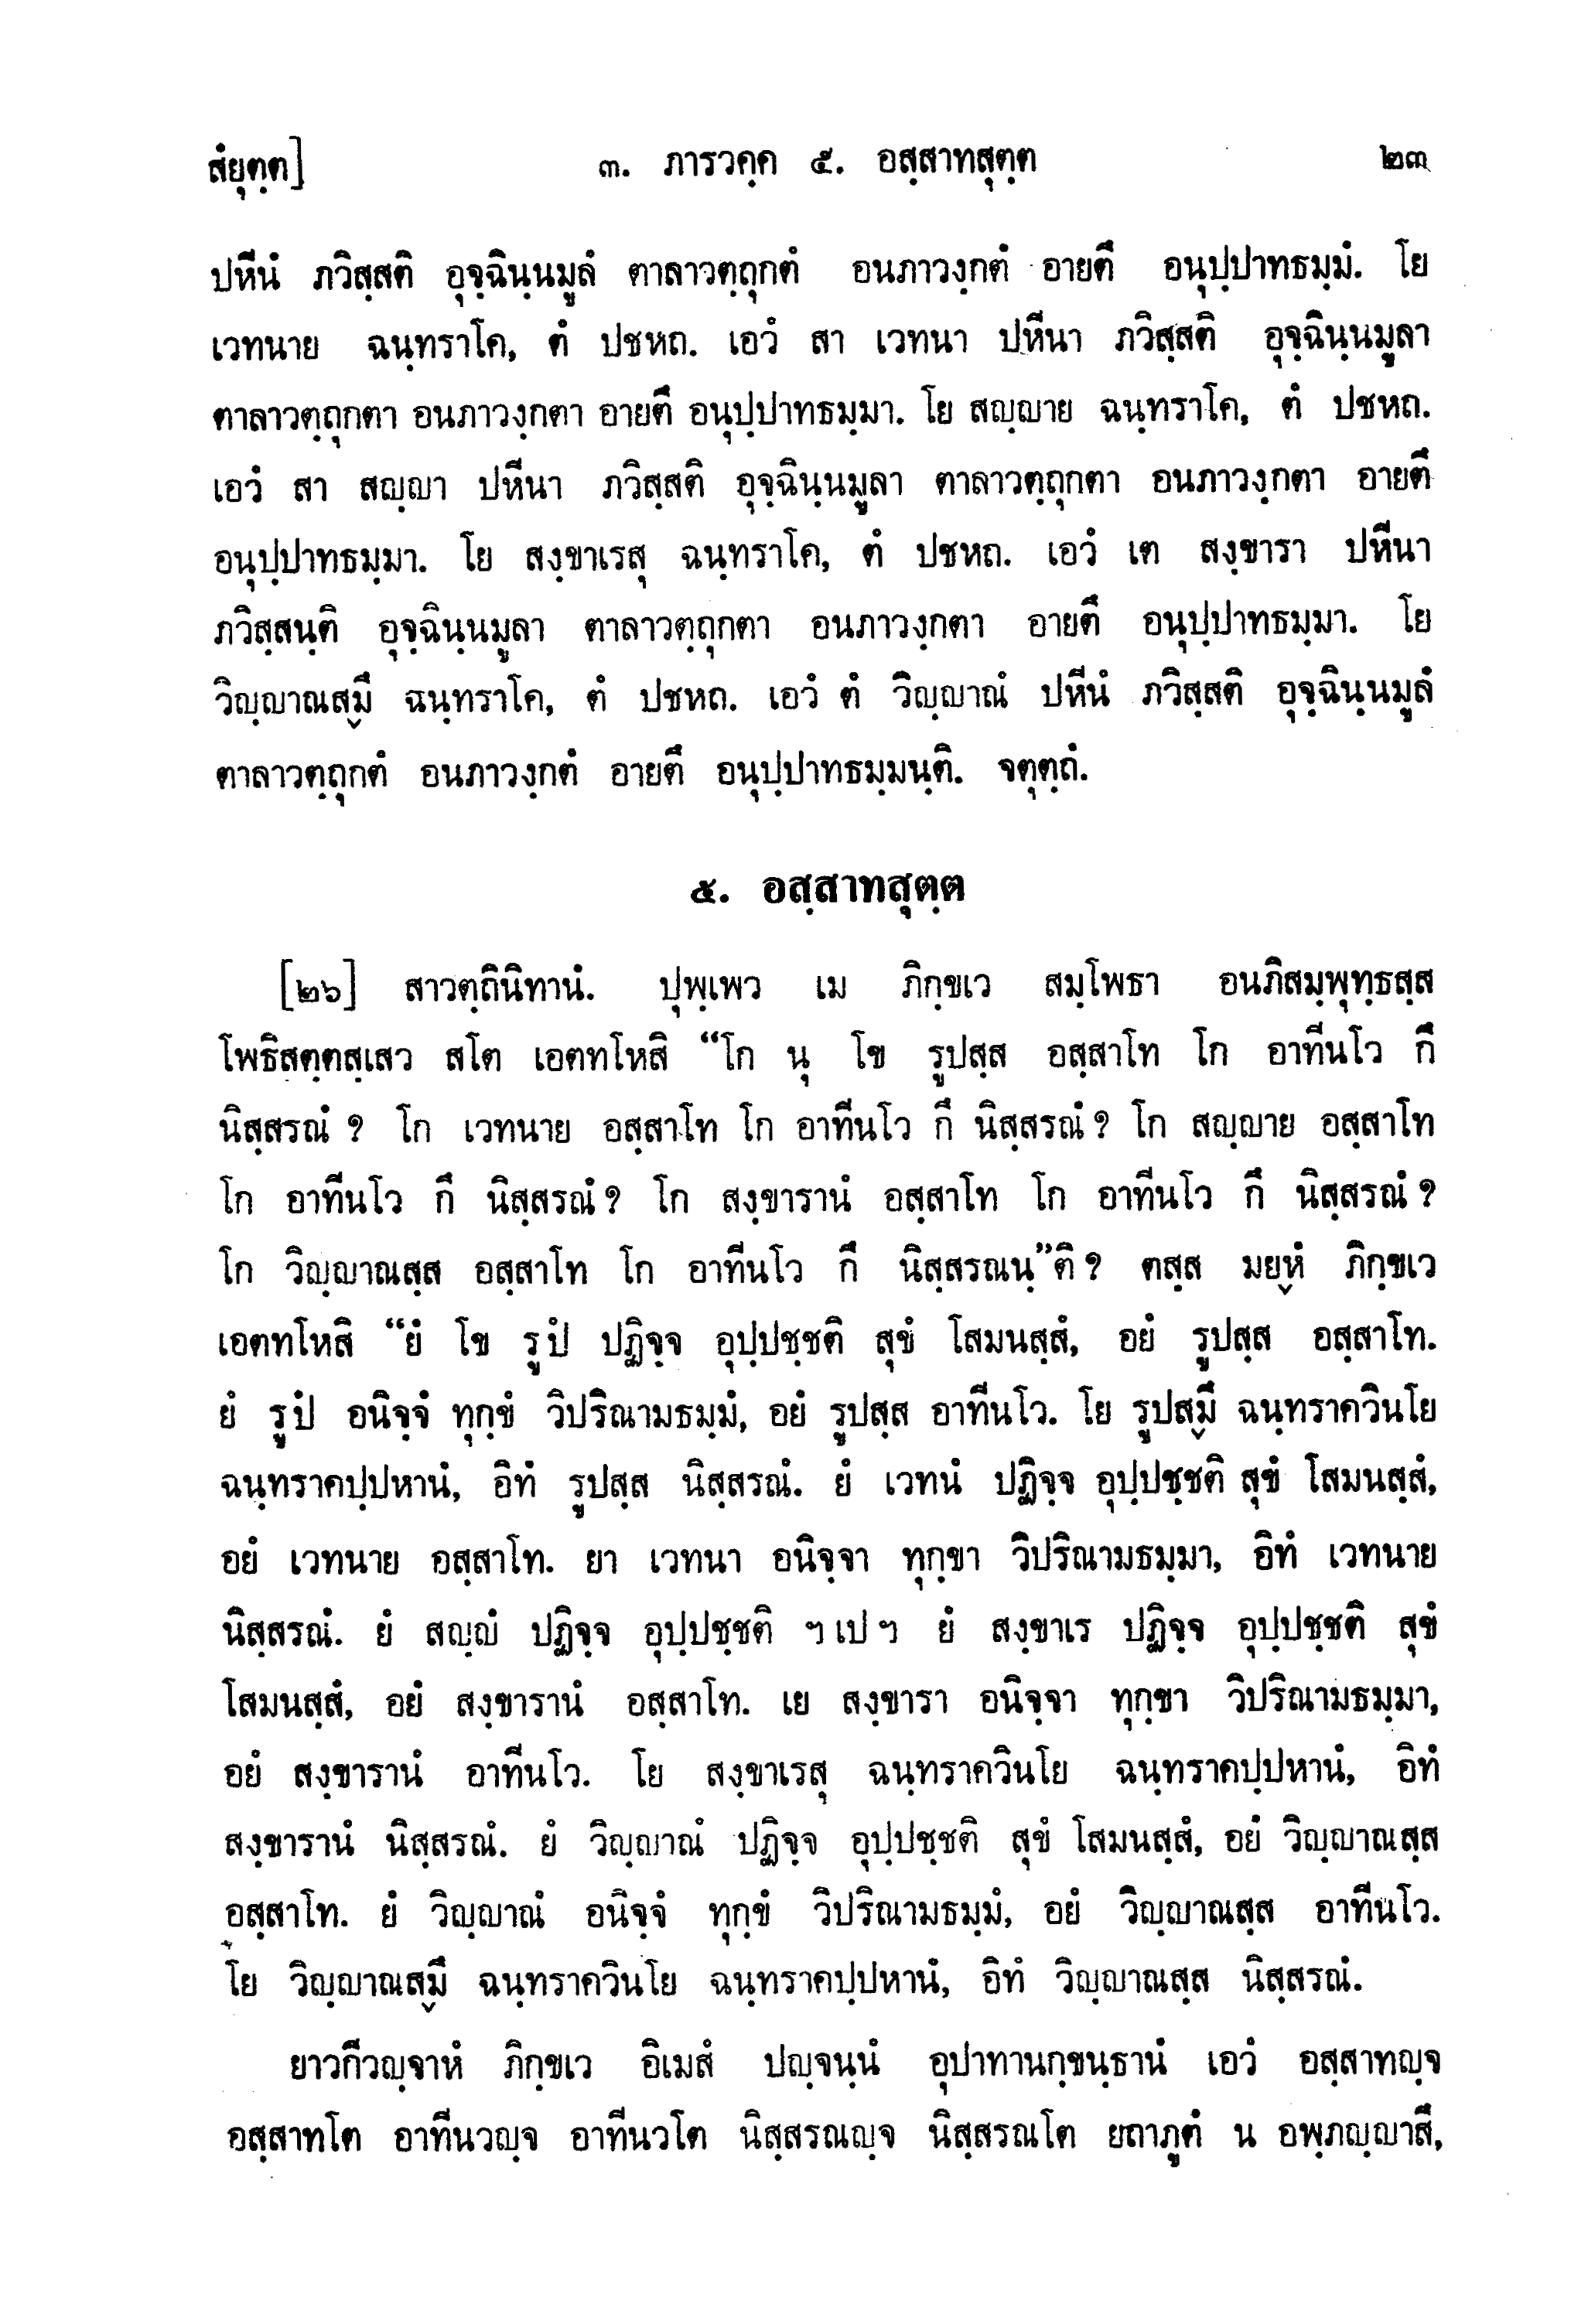 สํยุตฺต]
๓. ภารวคฺค ๕. อสฺสาทสุตฺต
๒๓
ปหีนํ ภวิสฺสติ อุจฺฉินฺนมูลํ ตาลาวตฺถุกตํ อนภาวงฺกตํ อายตึ อนุปฺปาทธมฺมํ. โย
เวทนาย ฉนฺทราโค, ตํ ปชหถ. เอวํ สา เวทนา ปหีนา ภวิสฺสติ อุจฺฉินฺนมูลา
ตาลาวตฺถุกตา อนภาวงฺกตา อายตึ อนุปฺปาทธมฺมา. โย สญฺญาย ฉนฺทราโค, ตํ ปชหถ.
เอวํ สา สญฺญา ปหีนา ภวิสฺสติ อุจฺฉินฺนมูลา ตาลาวตฺถุกตา อนภาวงฺกตา อายตึ
อนุปฺปาทธมฺมา. โย สงฺขาเรสุ ฉนฺทราโค, ตํ ปชหถ. เอวํ เต สงฺขารา ปหีนา
ภวิสฺสนฺติ อุจฺฉินฺนมูลา ตาลาวตฺถุกตา อนภาวงฺกตา อายตึ อนุปฺปาทธมฺมา. โย
วิญฺญาณสฺมึ ฉนฺทราโค, ตํ ปชหถ. เอวํ ตํ วิญฺญาณํ ปหีนํ ภวิสฺสติ อุจฺฉินฺนมูลํ
ตาลาวตฺถุกตํ อนภาวงฺกตํ อายตึ อนุปฺปาทธมฺมนฺติ. จตุตฺถํ.
๕. อสฺสาทสุตฺต
[๒๖] สาวตฺถินิทานํ. ปุพฺเพว เม ภิกฺขเว สมฺโพธา อนภิสมฺพุทฺธสฺส
โพธิสตฺตสฺเสว สโต เอตทโหสิ “โก นุ โข รูปสฺส อสฺสาโท โก อาทีนโว กึ
นิสฺสรณํ ? โก เวทนาย อสฺสาโท โก อาทีนโว กึ นิสฺสรณํ ? โก สญฺญาย อสฺสาโท
โก อาทีนโว กึ นิสฺสรณํ ? โก สงฺขารานํ อสฺสาโท โก อาทีนโว กึ นิสฺสรณํ ?
โก วิญฺญาณสฺส อสฺสาโท โก อาทีนโว กึ นิสฺสรณนฺ”ติ ? ตสฺส มยฺหํ ภิกฺขเว
เอตทโหสิ “ยํ โข รูปํ ปฏิจฺจ อุปฺปชฺชติ สุขํ โสมนสฺสํ, อยํ รูปสฺส อสฺสาโท.
ยํ รูปํ อนิจฺจํ ทุกฺขํ วิปริณามธมฺมํ, อยํ รูปสฺส อาทีนโว. โย รูปสฺมึ ฉนฺทราควินโย
ฉนฺทราคปฺปหานํ, อิทํ รูปสฺส นิสฺสรณํ. ยํ เวทนํ ปฏิจฺจ อุปฺปชฺชติ สุขํ โสมนสฺสํ,
อยํ เวทนาย อสฺสาโท. ยา เวทนา อนิจฺจา ทุกฺขา วิปริณามธมฺมา, อิทํ เวทนาย
นิสฺสรณํ. ยํ สญฺญํ ปฏิจฺจ อุปฺปชฺชติ ฯ เป ฯ ยํ สงฺขาเร ปฏิจฺจ อุปฺปชฺชติ สุขํ
โสมนสฺสํ, อยํ สงฺขารานํ อสฺสาโท. เย สงฺขารา อนิจฺจา ทุกฺขา วิปริณามธมฺมา,
อยํ สงฺขารานํ อาทีนโว. โย สงฺขาเรสุ ฉนฺทราควินโย ฉนฺทราคปฺปหานํ, อิทํ
สงฺขารานํ นิสฺสรณํ. ยํ วิญฺญาณํ ปฏิจฺจ อุปฺปชฺชติ สุขํ โสมนสฺสํ, อยํ วิญฺญาณสฺส
อสฺสาโท. ยํ วิญฺญาณํ อนิจฺจํ ทุกฺขํ วิปริณามธมฺมํ, อยํ วิญฺญาณสฺส อาทีนโว.
โย วิญฺญาณสฺมึ ฉนฺทราควินโย ฉนฺทราคปฺปหานํ, อิทํ วิญฺญาณสฺส นิสฺสรณํ.
ยาวกีวญฺจาหํ ภิกฺขเว อิเมสํ ปญฺจนฺนํ อุปาทานกฺขนฺธานํ เอวํ อสฺสาทญฺจ
อสฺสาทโต อาทีนวญฺจ อาทีนวโต นิสฺสรณญฺจ นิสฺสรณโต ยถาภูตํ น อพฺภญฺญาสึ,